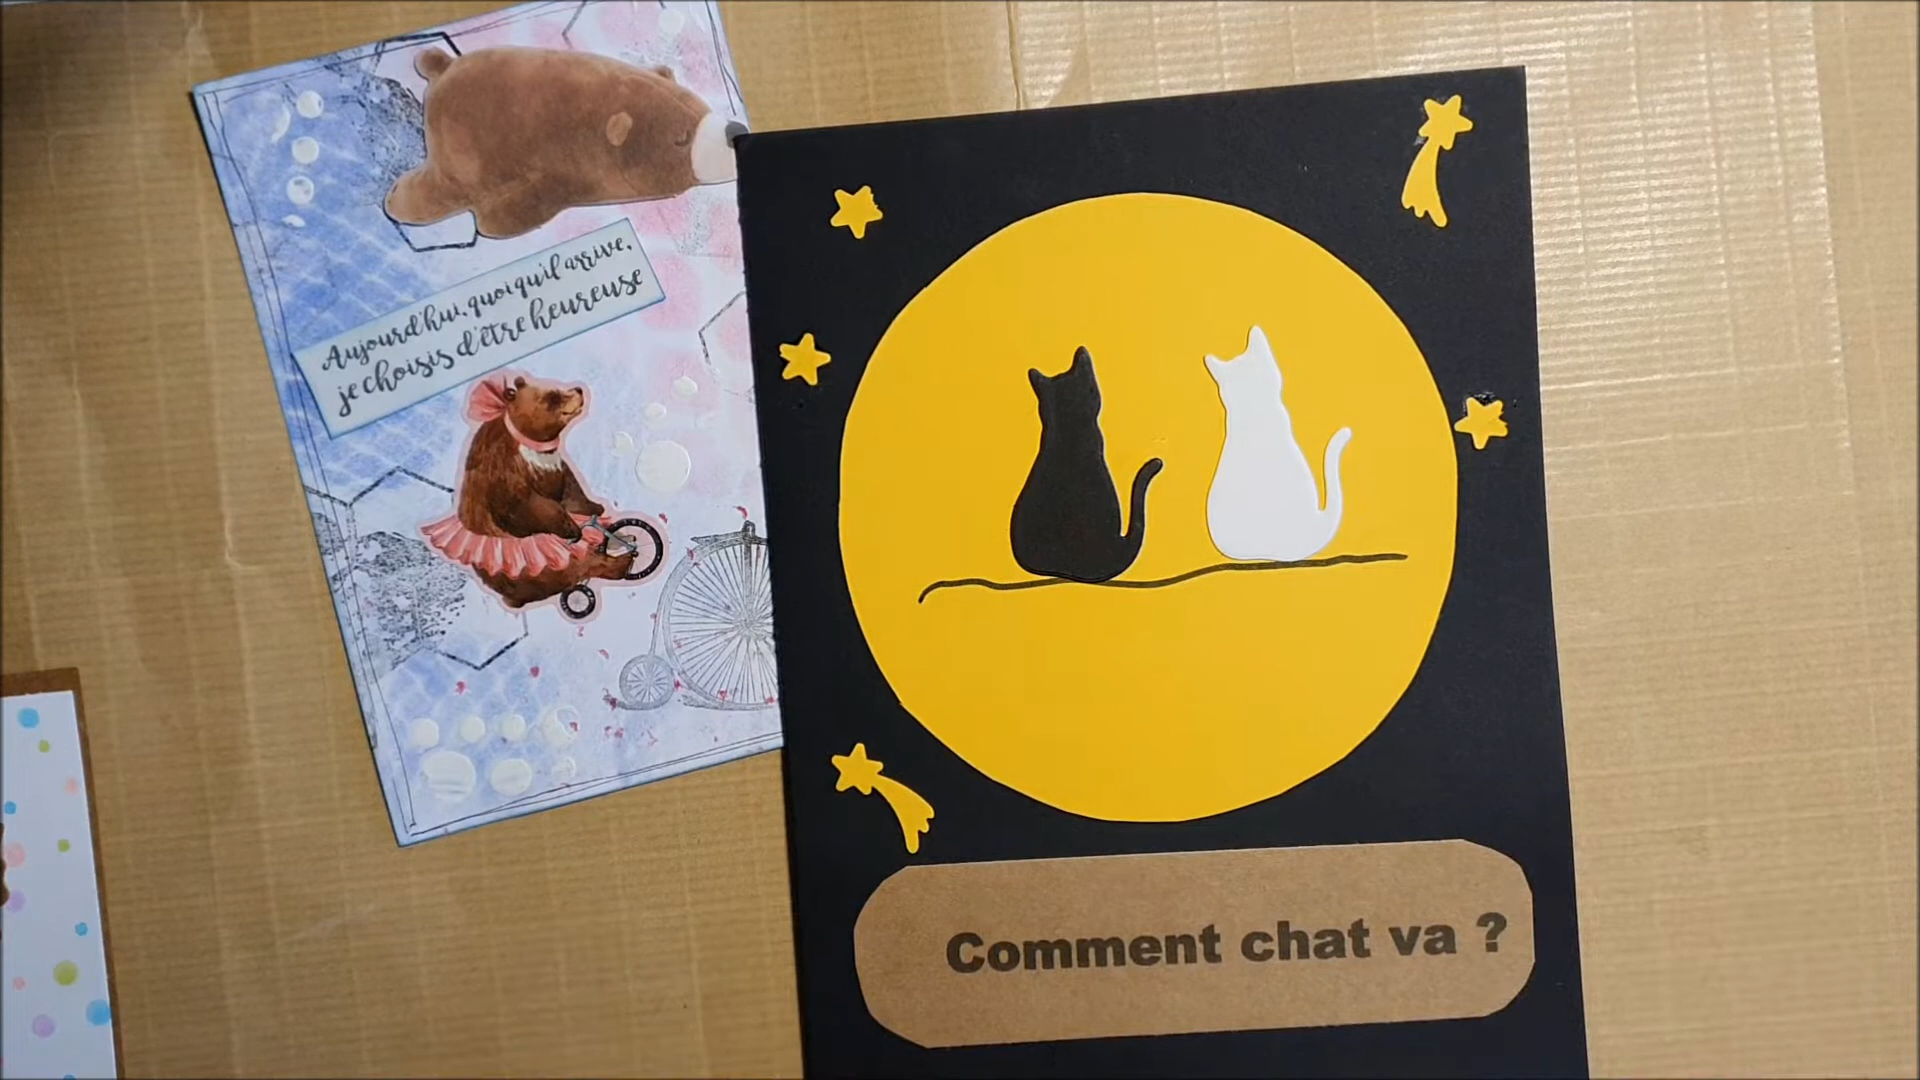 Aujourd'hui, quoi qu'il arrive,
je choisis d'être heureuse
Comment chat va ?